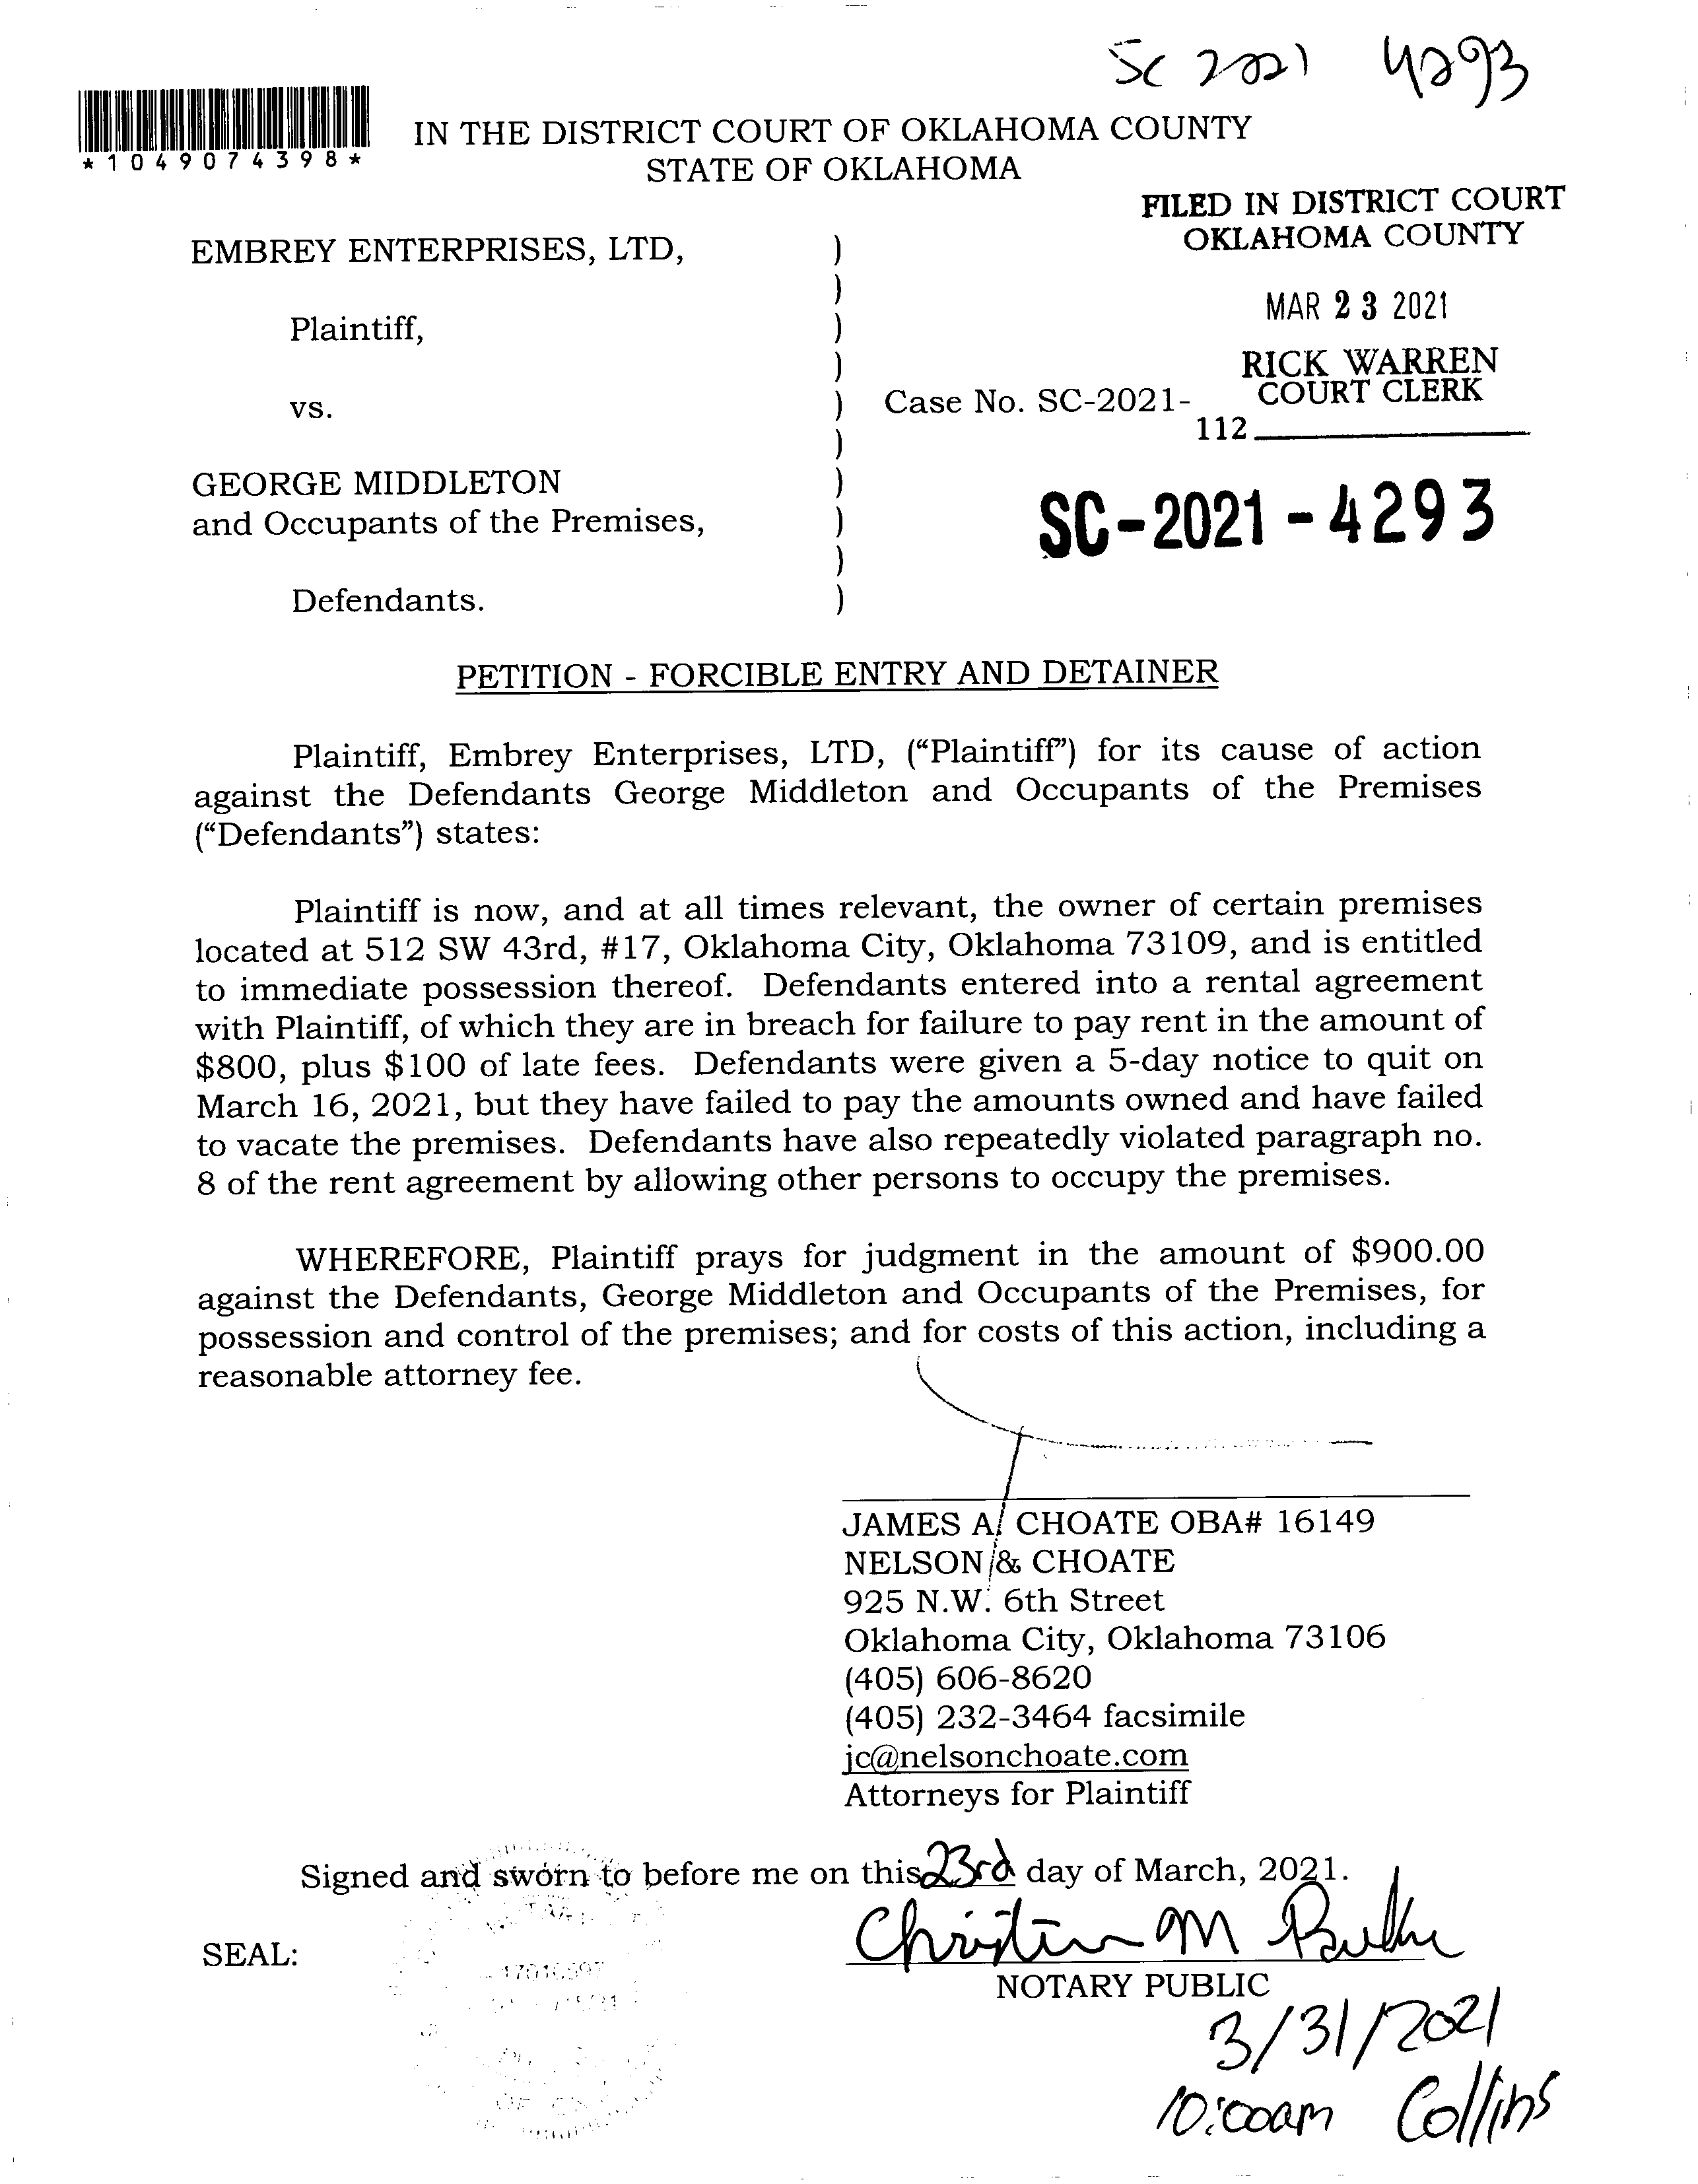 SC 2021 4293
*1049074398*
IN THE DISTRICT COURT OF OKLAHOMA COUNTY
STATE OF OKLAHOMA
FILED IN DISTRICT COURT
OKLAHOMA COUNTY
MAR 23 2021
RICK WARREN
COURT CLERK
112
EMBREY ENTERPRISES, LTD, )
)
Plaintiff, )
)
vs. ) Case No. SC-2021-
)
GEORGE MIDDLETON )
and Occupants of the Premises, )
)
Defendants. )
SC-2021-4293
PETITION - FORCIBLE ENTRY AND DETAINER
Plaintiff, Embrey Enterprises, LTD, (“Plaintiff”) for its cause of action
against the Defendants George Middleton and Occupants of the Premises
(“Defendants”) states:
Plaintiff is now, and at all times relevant, the owner of certain premises
located at 512 SW 43rd, #17, Oklahoma City, Oklahoma 73109, and is entitled
to immediate possession thereof. Defendants entered into a rental agreement
with Plaintiff, of which they are in breach for failure to pay rent in the amount of
$800, plus $100 of late fees. Defendants were given a 5-day notice to quit on
March 16, 2021, but they have failed to pay the amounts owned and have failed
to vacate the premises. Defendants have also repeatedly violated paragraph no.
8 of the rent agreement by allowing other persons to occupy the premises.
WHEREFORE, Plaintiff prays for judgment in the amount of $900.00
against the Defendants, George Middleton and Occupants of the Premises, for
possession and control of the premises; and for costs of this action, including a
reasonable attorney fee.
JAMES A. CHOATE OBA# 16149
NELSON & CHOATE
925 N.W. 6th Street
Oklahoma City, Oklahoma 73106
(405) 606-8620
(405) 232-3464 facsimile
jc@nelsonchoate.com
Attorneys for Plaintiff
Signed and sworn to before me on this 23rd day of March, 2021.
M
SEAL:
NOTARY PUBLIC
3/31/2021
10:00am Collins